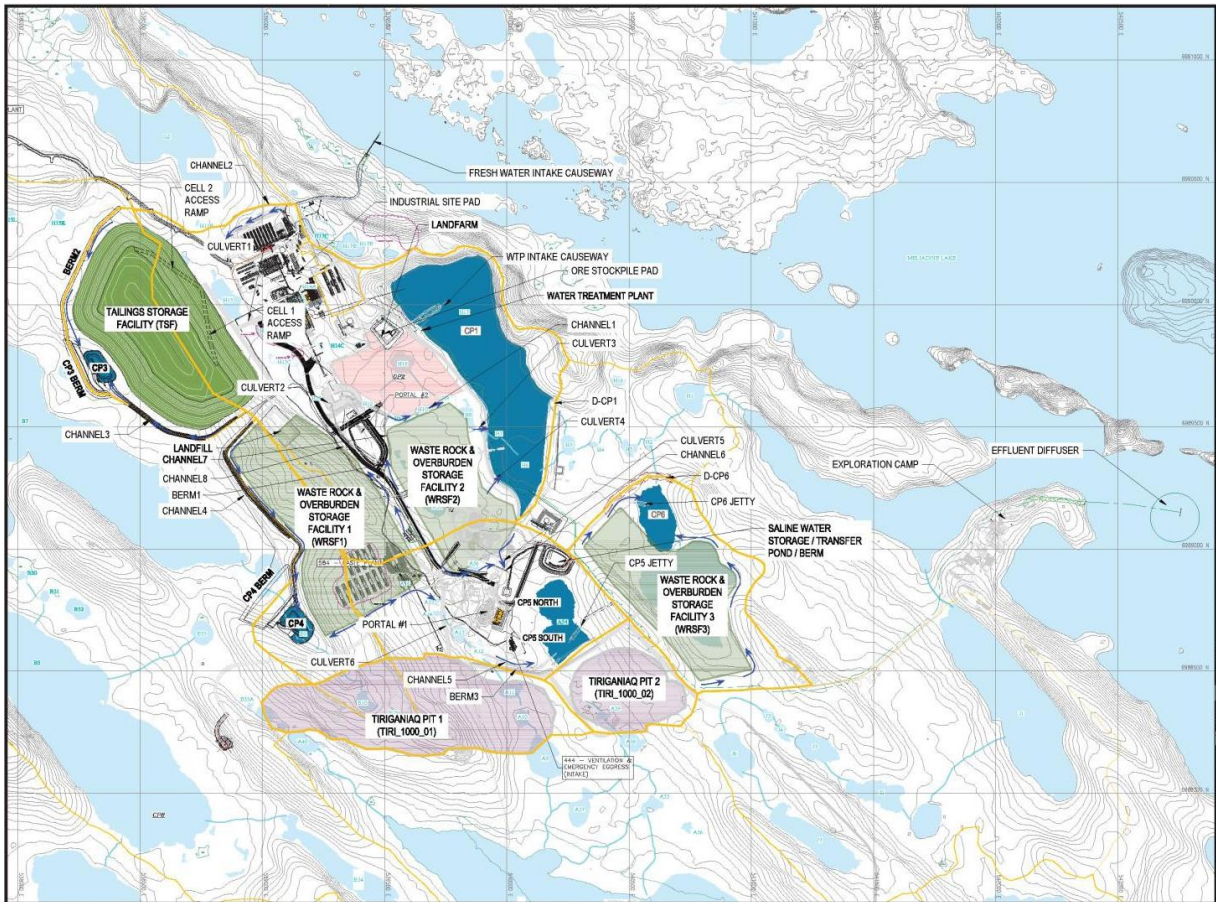 CHANNEL2
CELL 2
ACCESS
RAMP
FRESH WATER INTAKE CAUSEWAY
INDUSTRIAL SITE PAD
LANDFARM
CULVERT1
WTP INTAKE CAUSEWAY
ORE STOCKPILE PAD
WATER TREATMENT PLANT
MELIADINE LAKE
BERM2
TAILINGS STORAGE
FACILITY (TSF)
CELL 1
ACCESS
RAMP
CP1
CHANNEL1
CULVERT3
CP3
CP3 BERM
CULVERT2
PORTAL #2
D-CP1
CULVERT4
CHANNEL3
LANDFILL
CHANNEL7
CHANNEL8
BERM1
CHANNEL4
WASTE ROCK &
OVERBURDEN
STORAGE
FACILITY 2
(WRSF2)
CULVERT5
CHANNEL6
D-CP6
CP6 JETTY
CP6
EXPLORATION CAMP
EFFLUENT DIFFUSER
WASTE ROCK &
OVERBURDEN
STORAGE
FACILITY 1
(WRSF1)
SALINE WATER
STORAGE / TRANSFER
POND / BERM
CP5 JETTY
WASTE ROCK &
OVERBURDEN
STORAGE
FACILITY 3
(WRSF3)
CP4 BERM
CP4
PORTAL #1
CP5 NORTH
CP5 SOUTH
CULVERT6
CHANNEL5
BERM3
TIRIGANIAQ PIT 1
(TIRI_1000_01)
TIRIGANIAQ PIT 2
(TIRI_1000_02)
444 - VENTILATION &
EMERGENCY EGRESS
(INTAKE)